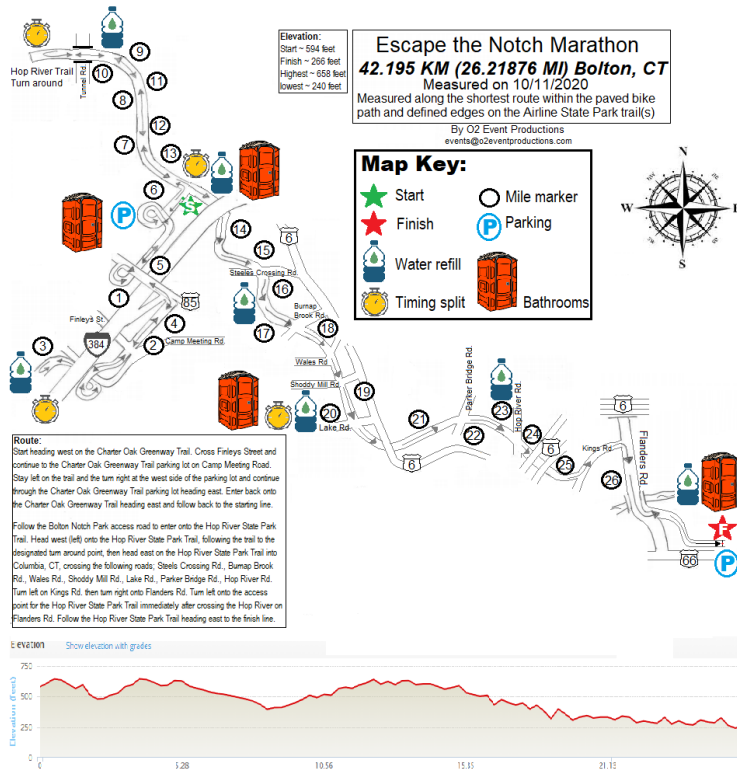 Escape the Notch Marathon
42.195 KM (26.21876 MI) Bolton, CT
Measured on 10/11/2020
Measured along the shortest route within the paved bike
path and defined edges on the Airline State Park trail(s)
By O2 Event Productions
events@o2eventproductions.com
Elevation:
Start ~ 594 feet
Finish ~ 266 feet
Highest ~ 658 feet
lowest ~ 240 feet
Map Key:
Start
Mile marker
Finish
P
Parking
Water refill
Timing split
Bathrooms
N
W
S
Hop River Trail
Turn around
Tunnel Rd.
9
10
11
8
12
7
13
6
S
P
5
14
15
6
Steeles Crossing Rd.
16
1
85
Burnap
Brook Rd.
Finley's St.
4
17
18
384
2
Camp Meeting Rd.
3
Wales Rd.
Shoddy Mill Rd.
19
20
Lake Rd.
Parker Bridge Rd.
Hop River Rd.
21
22
23
24
6
6
25
Kings Rd.
26
6
Flanders Rd.
F
66
P
Route:
Start heading west on the Charter Oak Greenway Trail. Cross Finleys Street and
continue to the Charter Oak Greenway Trail parking lot on Camp Meeting Road.
Stay left on the trail and the turn right at the west side of the parking lot and continue
through the Charter Oak Greenway Trail parking lot heading east. Enter back onto
the Charter Oak Greenway Trail heading east and follow back to the starting line.
Follow the Bolton Notch Park access road to enter onto the Hop River State Park
Trail. Head west (left) onto the Hop River State Park Trail, following the trail to the
designated turn around point, then head east on the Hop River State Park Trail into
Columbia, CT, crossing the following roads; Steels Crossing Rd., Burnap Brook
Rd., Wales Rd., Shoddy Mill Rd., Lake Rd., Parker Bridge Rd., Hop River Rd.
Turn left on Kings Rd. then turn right onto Flanders Rd. Turn left onto the access
point for the Hop River State Park Trail immediately after crossing the Hop River on
Flanders Rd. Follow the Hop River State Park Trail heading east to the finish line.
Elevation
Show elevation with grades
Elevation (feet)
750
500
250
0
0
5.28
10.56